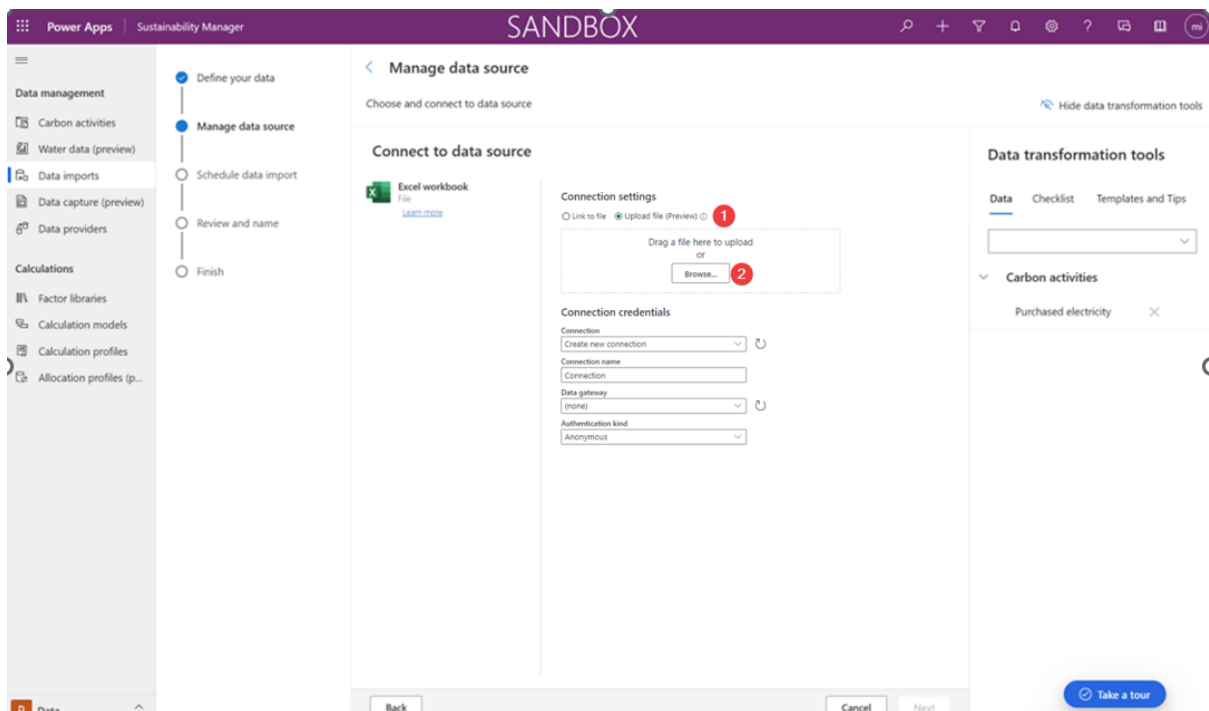 Power Apps Sustainability Manager SANDBOX mi
Data management
Carbon activities
Water data (preview)
Data imports
Data capture (preview)
Data providers
Calculations
Factor libraries
Calculation models
Calculation profiles
Allocation profiles (p...
Data
Define your data
Manage data source
Schedule data import
Review and name
Finish
Manage data source
Choose and connect to data source
Hide data transformation tools
Connect to data source
Excel workbook
File
Learn more
Connection settings
Link to file Upload file (Preview) 1
Drag a file here to upload
or
Browse... 2
Connection credentials
Connection
Create new connection
Connection name
Connection
Data gateway
(none)
Authentication kind
Anonymous
Data transformation tools
Data Checklist Templates and Tips
Carbon activities
Purchased electricity
Take a tour
Back Cancel Next